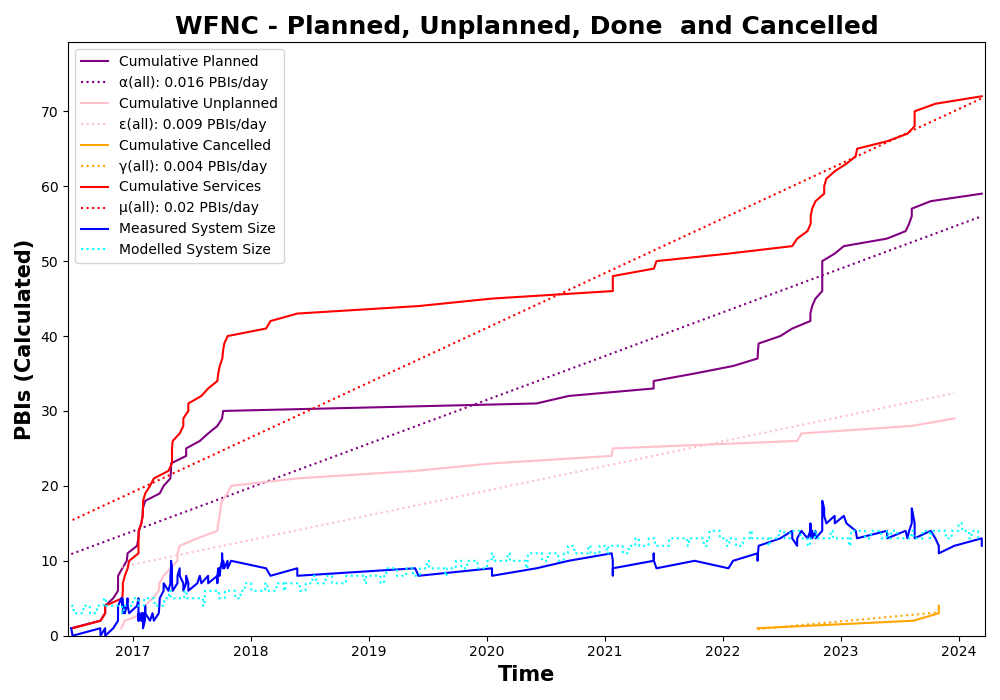 WFNC - Planned, Unplanned, Done  and Cancelled
Cumulative Planned
α(all): 0.016 PBIs/day
Cumulative Unplanned
ε(all): 0.009 PBIs/day
Cumulative Cancelled
γ(all): 0.004 PBIs/day
Cumulative Services
μ(all): 0.02 PBIs/day
Measured System Size
Modelled System Size
PBIs (Calculated)
70
60
50
40
30
20
10
0
2017 2018 2019 2020 2021 2022 2023 2024
Time